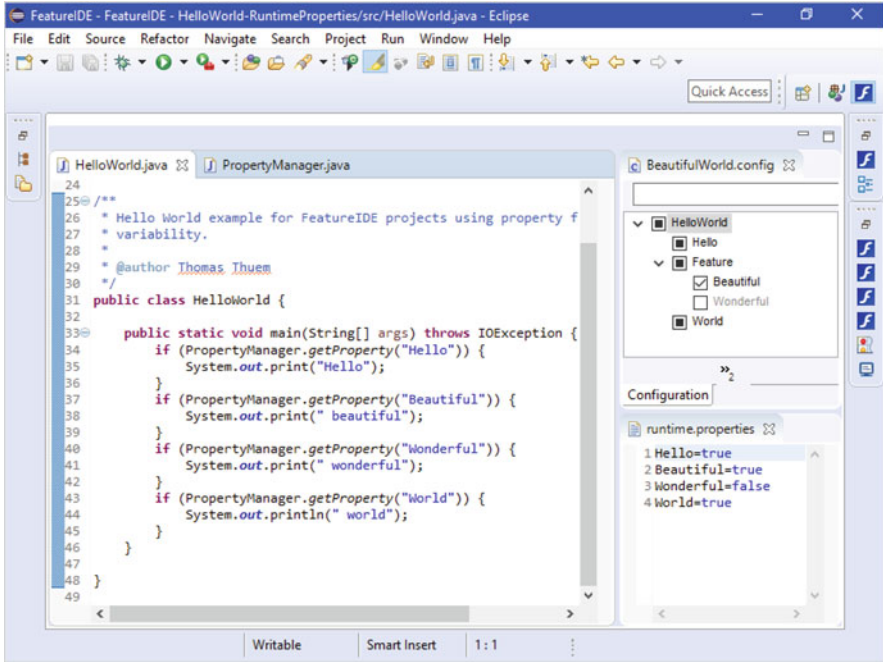 FeatureIDE - FeatureIDE - HelloWorld-RuntimeProperties/src/HelloWorld.java - Eclipse
File Edit Source Refactor Navigate Search Project Run Window Help
Quick Access
HelloWorld.java
PropertyManager.java
24
25 /**
26 * Hello World example for FeatureIDE projects using property f
27 * variability.
28 *
29 * @author Thomas Thuem
30 */
31 public class HelloWorld {
32
33 public static void main(String[] args) throws IOException {
34 if (PropertyManager.getProperty("Hello")) {
35 System.out.print("Hello");
36 }
37 if (PropertyManager.getProperty("Beautiful")) {
38 System.out.print(" beautiful");
39 }
40 if (PropertyManager.getProperty("Wonderful")) {
41 System.out.print(" wonderful");
42 }
43 if (PropertyManager.getProperty("World")) {
44 System.out.println(" world");
45 }
46 }
47
48 }
49
BeautifulWorld.config
HelloWorld
Hello
Feature
Beautiful
Wonderful
World
»2
Configuration
runtime.properties
1 Hello=true
2 Beautiful=true
3 Wonderful=false
4 World=true
Writable Smart Insert 1 : 1